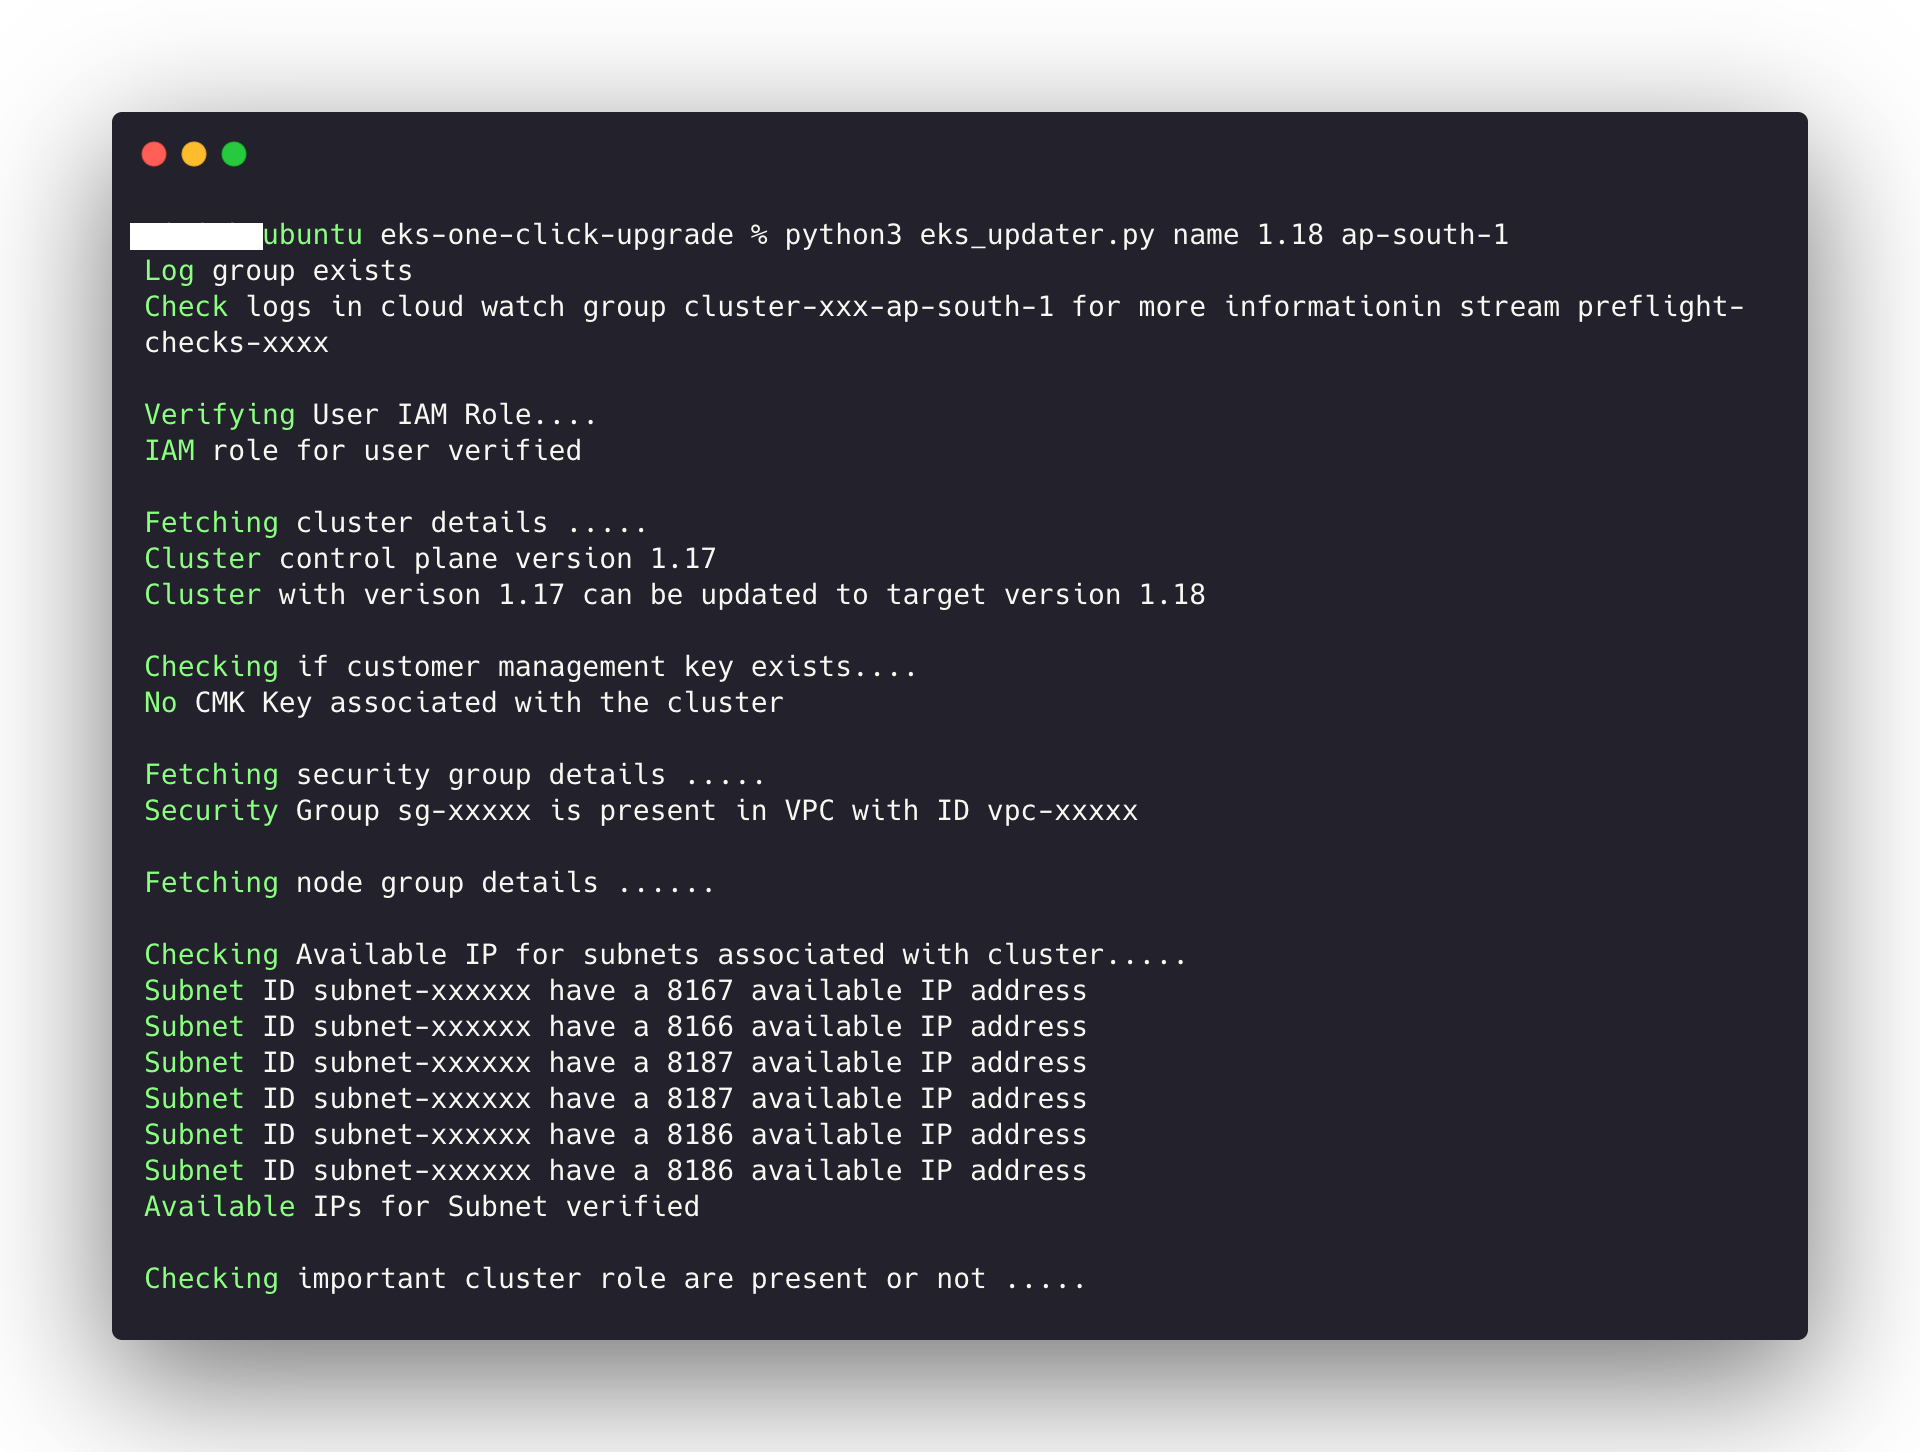 ubuntu eks-one-click-upgrade % python3 eks_updater.py name 1.18 ap-south-1
Log group exists
Check logs in cloud watch group cluster-xxx-ap-south-1 for more informationin stream preflight-
checks-xxxx
Verifying User IAM Role....
IAM role for user verified
Fetching cluster details .....
Cluster control plane version 1.17
Cluster with verison 1.17 can be updated to target version 1.18
Checking if customer management key exists....
No CMK Key associated with the cluster
Fetching security group details .....
Security Group sg-xxxxx is present in VPC with ID vpc-xxxxx
Fetching node group details ......
Checking Available IP for subnets associated with cluster.....
Subnet ID subnet-xxxxxx have a 8167 available IP address
Subnet ID subnet-xxxxxx have a 8166 available IP address
Subnet ID subnet-xxxxxx have a 8187 available IP address
Subnet ID subnet-xxxxxx have a 8187 available IP address
Subnet ID subnet-xxxxxx have a 8186 available IP address
Subnet ID subnet-xxxxxx have a 8186 available IP address
Available IPs for Subnet verified
Checking important cluster role are present or not .....